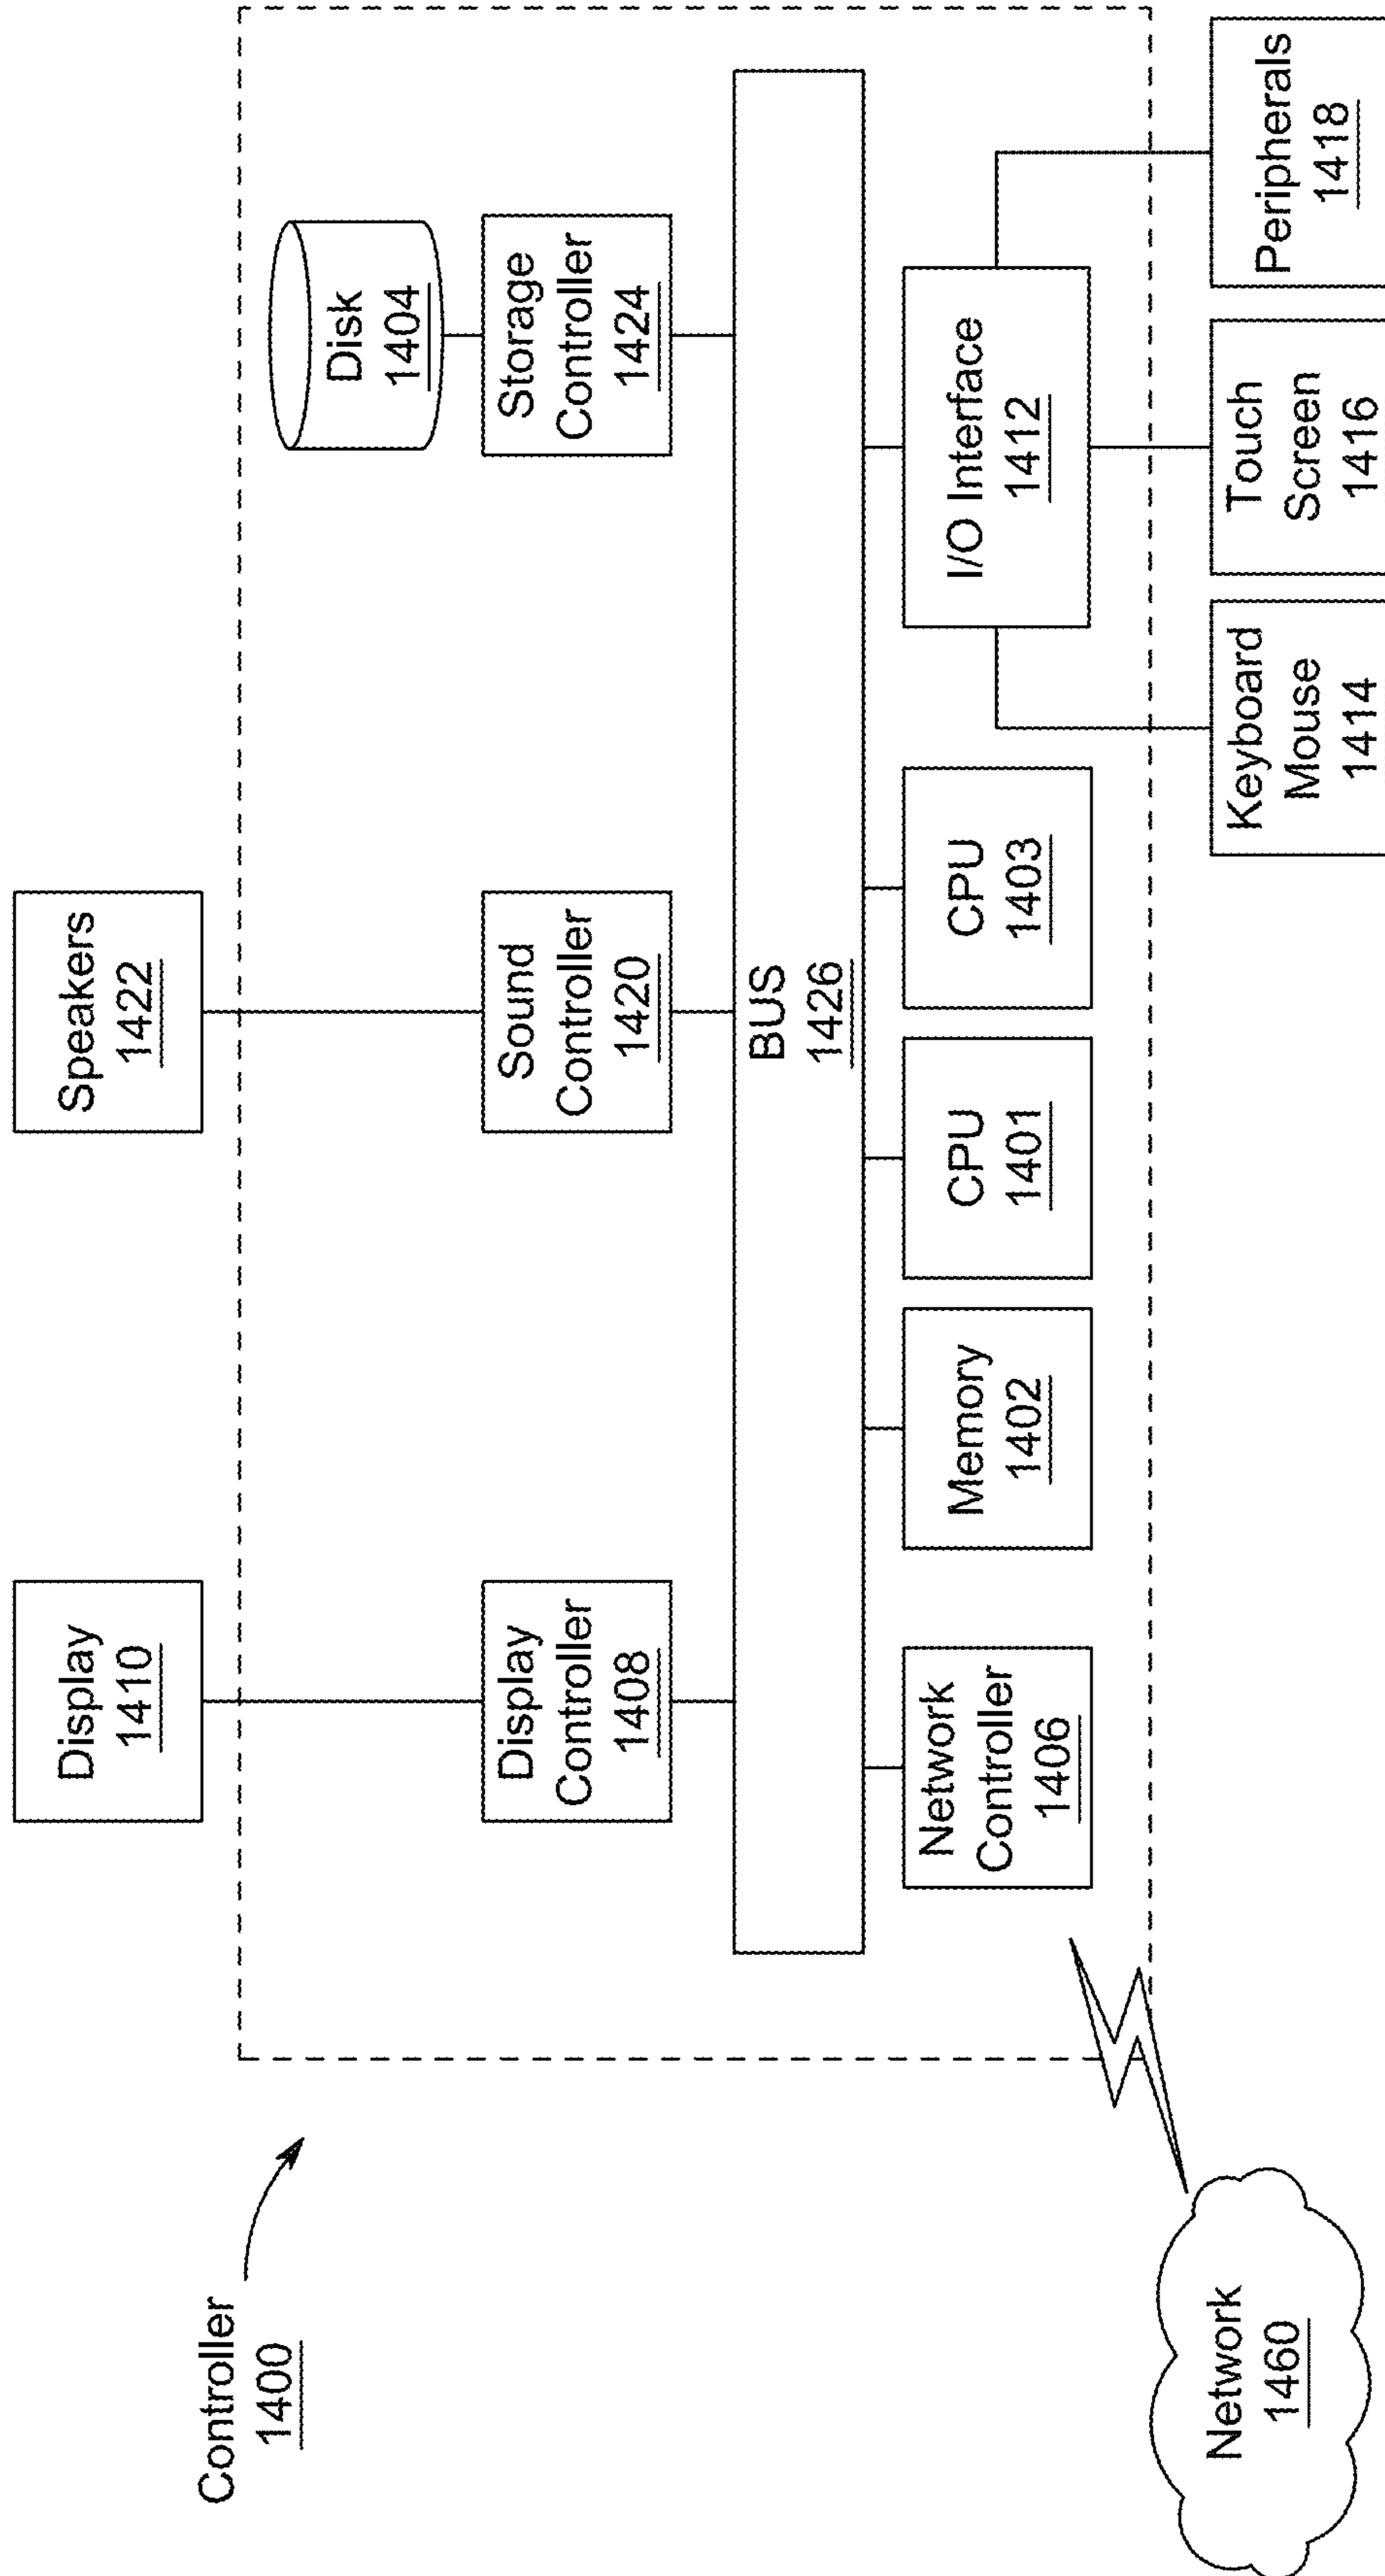 Controller
1400
Display
1410
Speakers
1422
Disk
1404
Display
Controller
1408
Sound
Controller
1420
Storage
Controller
1424
BUS
1426
Network
Controller
1406
Memory
1402
CPU
1401
CPU
1403
I/O Interface
1412
Network
1460
Keyboard
Mouse
1414
Touch
Screen
1416
Peripherals
1418